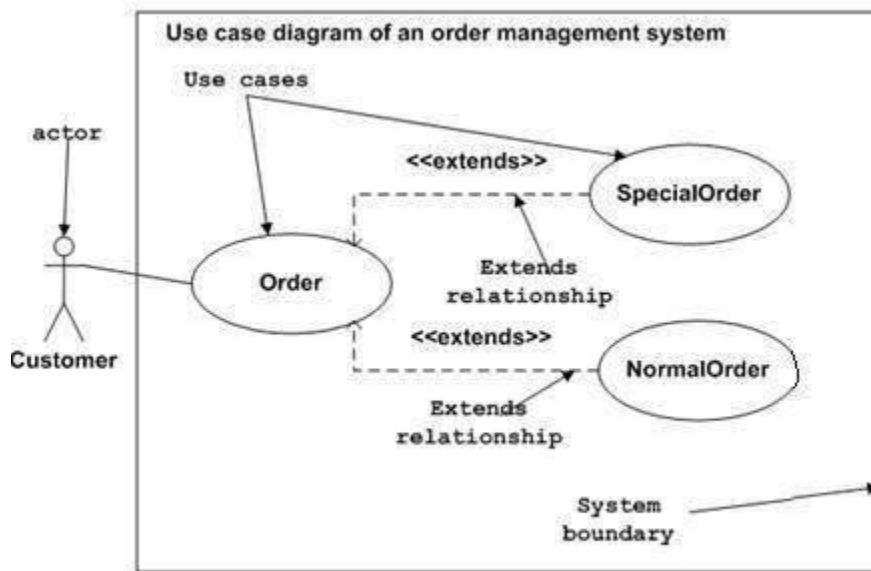 Use case diagram of an order management system
Use cases
actor
<<extends>>
SpecialOrder
Order
Extends
relationship
<<extends>>
Customer
NormalOrder
Extends
relationship
System
boundary